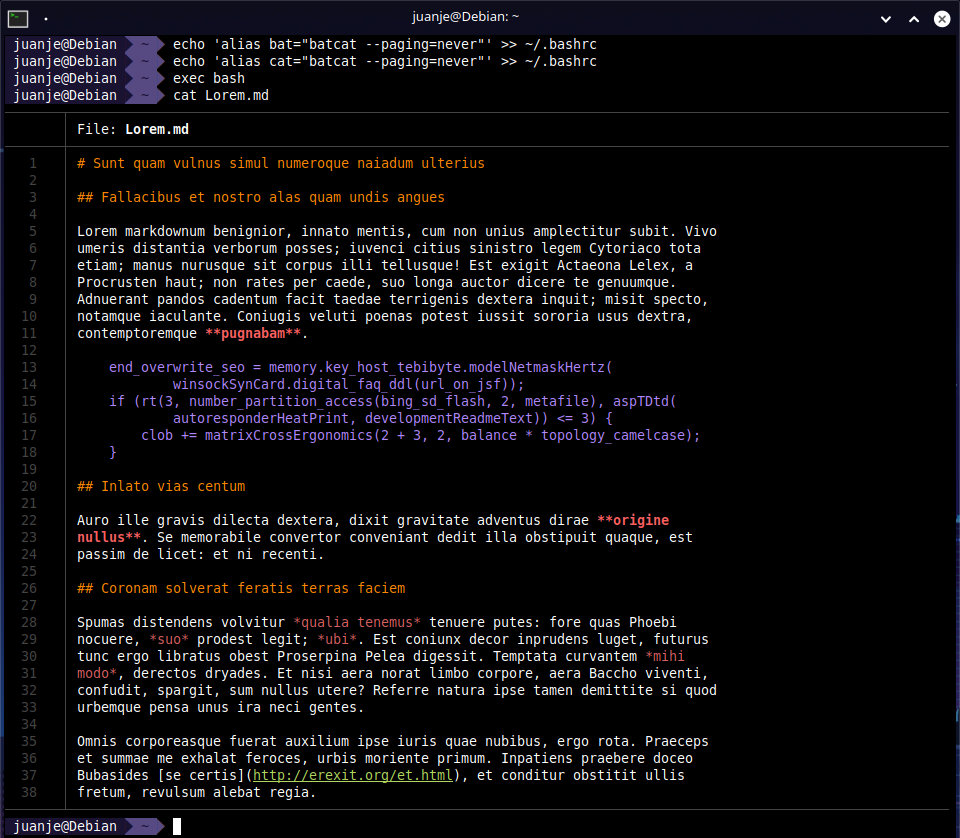 juanje@Debian: ~
juanje@Debian ~ echo 'alias bat="batcat --paging=never"' >> ~/.bashrc
juanje@Debian ~ echo 'alias cat="batcat --paging=never"' >> ~/.bashrc
juanje@Debian ~ exec bash
juanje@Debian ~ cat Lorem.md
File: Lorem.md
1 # Sunt quam vulnus simul numeroque naiadum ulterius
2
3 ## Fallacibus et nostro alas quam undis angues
4
5 Lorem markdownum benignior, innato mentis, cum non unius amplectitur subit. Vivo
6 umeris distantia verborum posses; iuvenci citius sinistro legem Cytoriaco tota
7 etiam; manus nurusque sit corpus illi tellusque! Est exigit Actaeona Lelex, a
8 Procrusten haut; non rates per caede, suo longa auctor dicere te genuumque.
9 Adnuerant pandos cadentum facit taedae terrigenis dextera inquit; misit specto,
10 notamque iaculante. Coniugis veluti poenas potest iussit sororia usus dextra,
11 contemptoremque **pugnabam**.
12
13     end_overwrite_seo = memory.key_host_tebibyte.modelNetmaskHertz(
14             winsockSynCard.digital_faq_ddl(url_on_jsf));
15     if (rt(3, number_partition_access(bing_sd_flash, 2, metafile), aspTDtd(
16             autoresponderHeatPrint, developmentReadmeText)) <= 3) {
17         clob += matrixCrossErgonomics(2 + 3, 2, balance * topology_camelcase);
18     }
19
20 ## Inlato vias centum
21
22 Auro ille gravis dilecta dextera, dixit gravitate adventus dirae **origine
23 nullus**. Se memorabile convertor conveniant dedit illa obstipuit quaque, est
24 passim de licet: et ni recenti.
25
26 ## Coronam solverat feratis terras faciem
27
28 Spumas distendens volvitur *qualia tenemus* tenuere putes: fore quas Phoebi
29 nocuere, *suo* prodest legit; *ubi*. Est coniunx decor inprudens luget, futurus
30 tunc ergo libratus obest Proserpina Pelea digessit. Temptata curvantem *mihi
31 modo*, derectos dryades. Et nisi aera norat limbo corpore, aera Baccho viventi,
32 confudit, spargit, sum nullus utere? Referre natura ipse tamen demittite si quod
33 urbemque pensa unus ira neci gentes.
34
35 Omnis corporeasque fuerat auxilium ipse iuris quae nubibus, ergo rota. Praeceps
36 et summae me exhalat feroces, urbis moriente primum. Inpatiens praebere doceo
37 Bubasides [se certis](http://erexit.org/et.html), et conditur obstitit ullis
38 fretum, revulsum alebat regia.
juanje@Debian ~